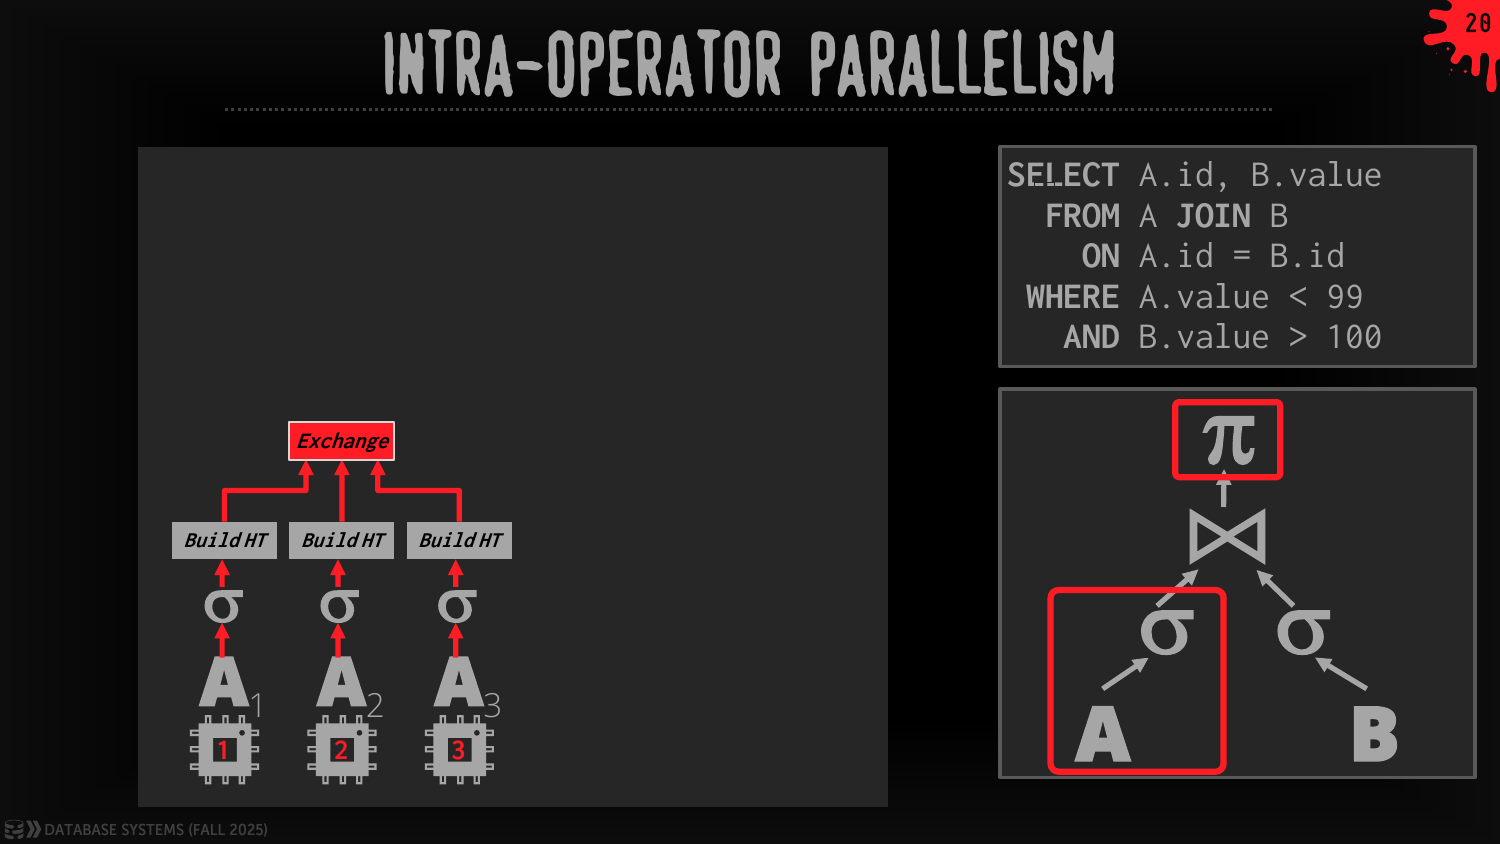 INTRA-OPERATOR PARALLELISM
20
SELECT A.id, B.value
FROM A JOIN B
ON A.id = B.id
WHERE A.value < 99
AND B.value > 100
Exchange
Build HT Build HT Build HT
σ σ σ
A1 A2 A3
1 2 3
π
⋈
σ σ
A B
DATABASE SYSTEMS (FALL 2025)